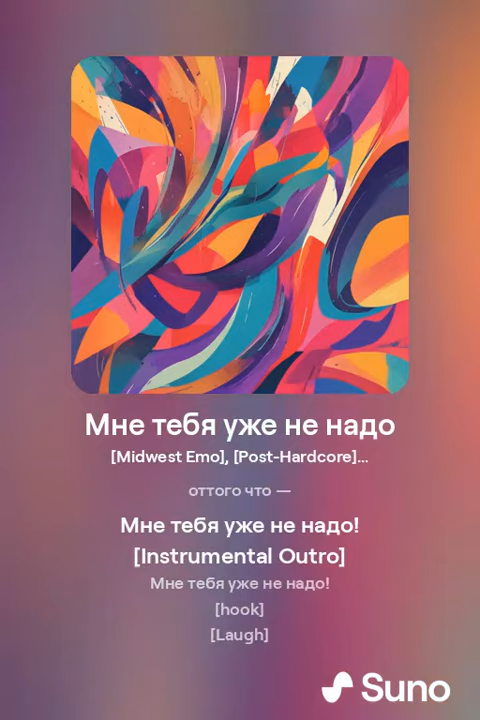 Мне тебя уже не надо
[Midwest Emo], [Post-Hardcore]...
оттого что —
Мне тебя уже не надо!
[Instrumental Outro]
Мне тебя уже не надо!
[hook]
[Laugh]
Suno